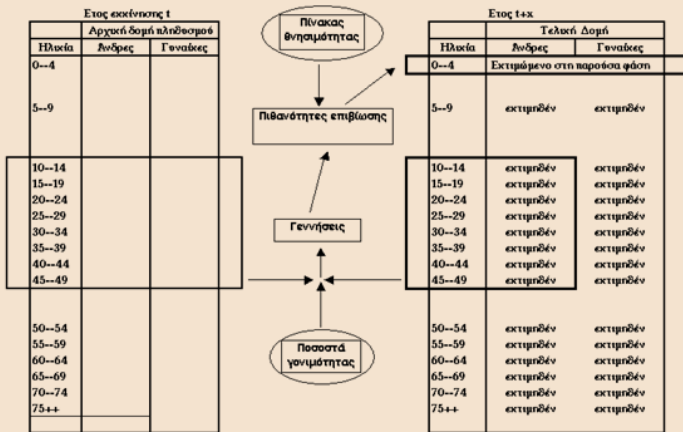 Ετος εκκίνησης t
Αρχική δομή πληθυσμού
Ηλικία Άνδρες Γυναίκες
0--4
5--9
10--14
15--19
20--24
25--29
30--34
35--39
40--44
45--49
50--54
55--59
60--64
65--69
70--74
75++
Πίνακας
θνησιμότητας
Πιθανότητες επιβίωσης
Γεννήσεις
Ποσοστά
γονιμότητας
Ετος t+x
Τελική Δομή
Ηλικία Άνδρες Γυναίκες
0--4 Εκτιμώμενο στη παρούσα φάση
5--9 εκτιμηθέν εκτιμηθέν
10--14 εκτιμηθέν εκτιμηθέν
15--19 εκτιμηθέν εκτιμηθέν
20--24 εκτιμηθέν εκτιμηθέν
25--29 εκτιμηθέν εκτιμηθέν
30--34 εκτιμηθέν εκτιμηθέν
35--39 εκτιμηθέν εκτιμηθέν
40--44 εκτιμηθέν εκτιμηθέν
45--49 εκτιμηθέν εκτιμηθέν
50--54 εκτιμηθέν εκτιμηθέν
55--59 εκτιμηθέν εκτιμηθέν
60--64 εκτιμηθέν εκτιμηθέν
65--69 εκτιμηθέν εκτιμηθέν
70--74 εκτιμηθέν εκτιμηθέν
75++ εκτιμηθέν εκτιμηθέν